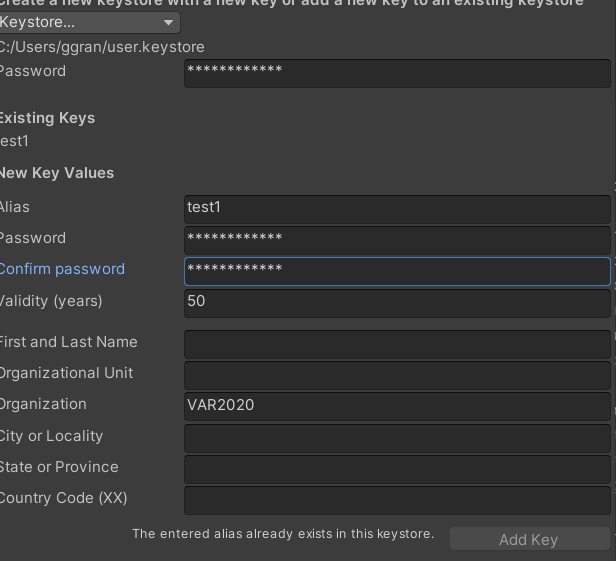 Create a new keystore with a new key or add a new key to an existing keystore
Keystore...
C:/Users/ggran/user.keystore
Password ************
Existing Keys
test1
New Key Values
Alias test1
Password ************
Confirm password ************
Validity (years) 50
First and Last Name
Organizational Unit
Organization VAR2020
City or Locality
State or Province
Country Code (XX)
The entered alias already exists in this keystore. Add Key